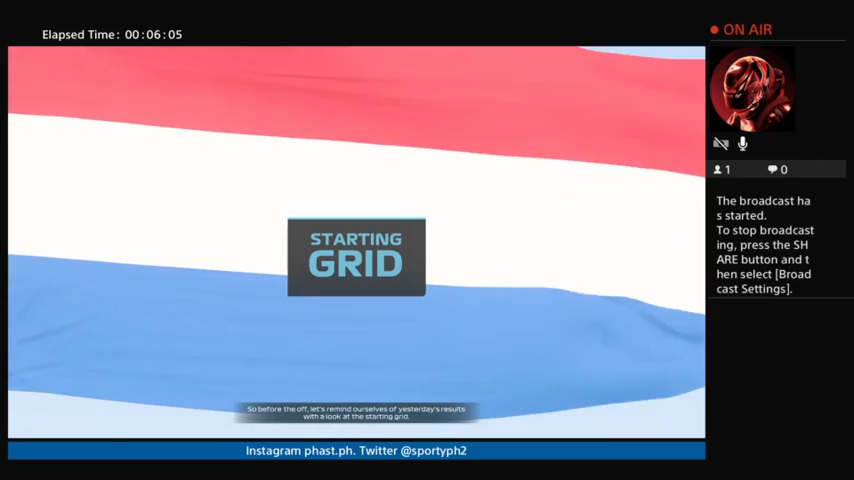 Elapsed Time: 00:06:05
ON AIR
1
0
The broadcast ha
s started.
To stop broadcast
ing, press the SH
ARE button and t
hen select [Broad
cast Settings].
STARTING
GRID
So before the off, let's remind ourselves of yesterday's results
with a look at the starting grid.
Instagram phast.ph. Twitter @sportyph2